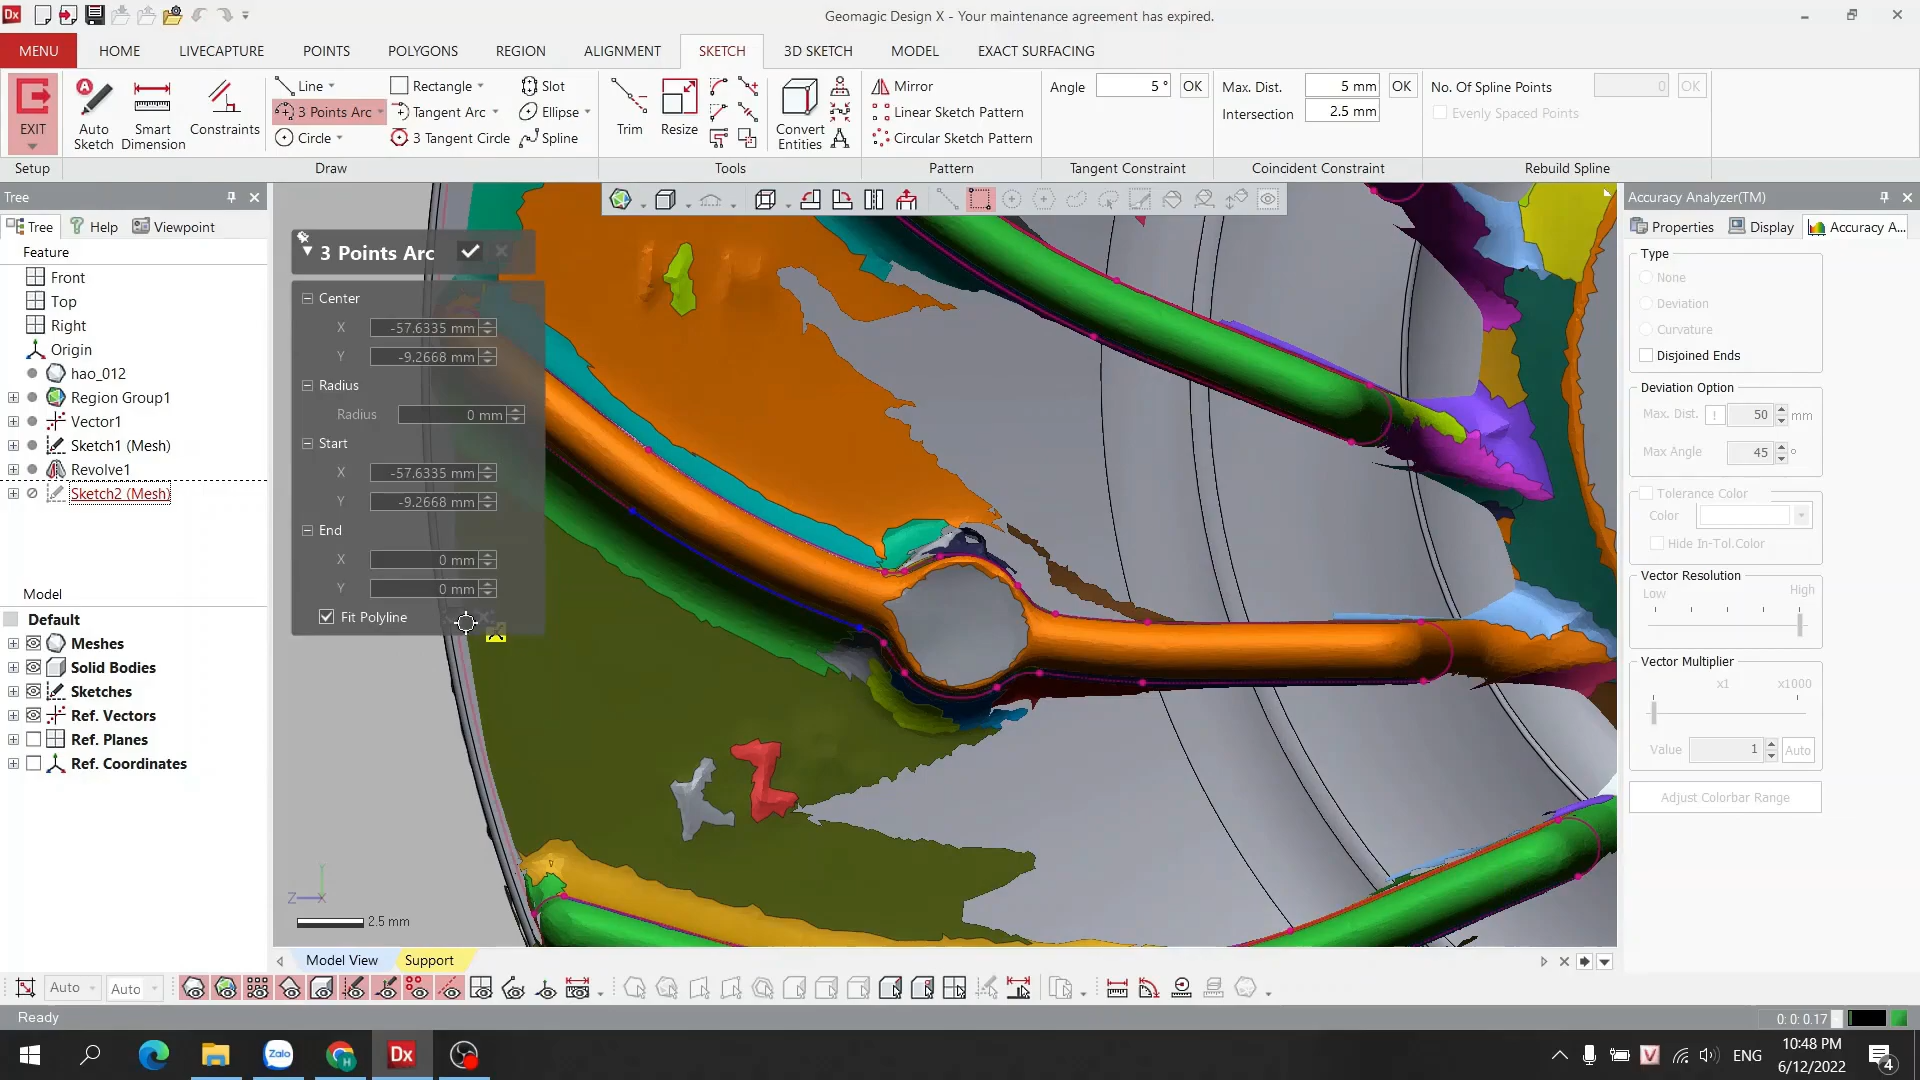 Geomagic Design X - Your maintenance agreement has expired.
MENU HOME LIVECAPTURE POINTS POLYGONS REGION ALIGNMENT SKETCH 3D SKETCH MODEL EXACT SURFACING
Line Rectangle Slot Mirror Angle 5 ° OK Max. Dist. 5 mm OK No. Of Spline Points 0 OK
3 Points Arc Tangent Arc Ellipse Linear Sketch Pattern Intersection 2.5 mm Evenly Spaced Points
EXIT Auto Sketch Smart Dimension Constraints Circle 3 Tangent Circle Spline Trim Resize Convert Entities Circular Sketch Pattern
Setup Draw Tools Pattern Tangent Constraint Coincident Constraint Rebuild Spline
Tree
Tree Help Viewpoint
Feature
Front
Top
Right
Origin
hao_012
Region Group1
Vector1
Sketch1 (Mesh)
Revolve1
Sketch2 (Mesh)
Model
Default
Meshes
Solid Bodies
Sketches
Ref. Vectors
Ref. Planes
Ref. Coordinates
3 Points Arc
Center
X -57.6335 mm
Y -9.2668 mm
Radius
Radius 0 mm
Start
X -57.6335 mm
Y -9.2668 mm
End
X 0 mm
Y 0 mm
Fit Polyline
Z
Y
X
2.5 mm
Accuracy Analyzer(TM)
Properties Display Accuracy A...
Type
None
Deviation
Curvature
Disjoined Ends
Deviation Option
Max. Dist. ! 50 mm
Max Angle 45 °
Tolerance Color
Color
Hide In-Tol.Color
Vector Resolution
Low High
Vector Multiplier
x1 x1000
Value 1 Auto
Adjust Colorbar Range
Model View Support
Auto Auto
Ready
0: 0: 0.17
Zalo
Dx
ENG
10:48 PM
6/12/2022
4